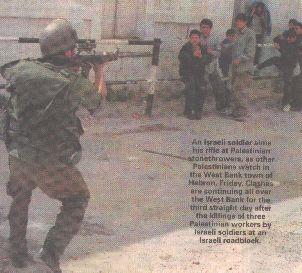 An Israeli soldier aims
his rifle at Palestinian
stonethrowers, as other
Palestinians watch in
the West Bank town of
Hebron, Friday. Clashes
are continuing all over
the West Bank for the
third straight day after
the killings of three
Palestinian workers by
Israeli soldiers at an
Israeli roadblock.